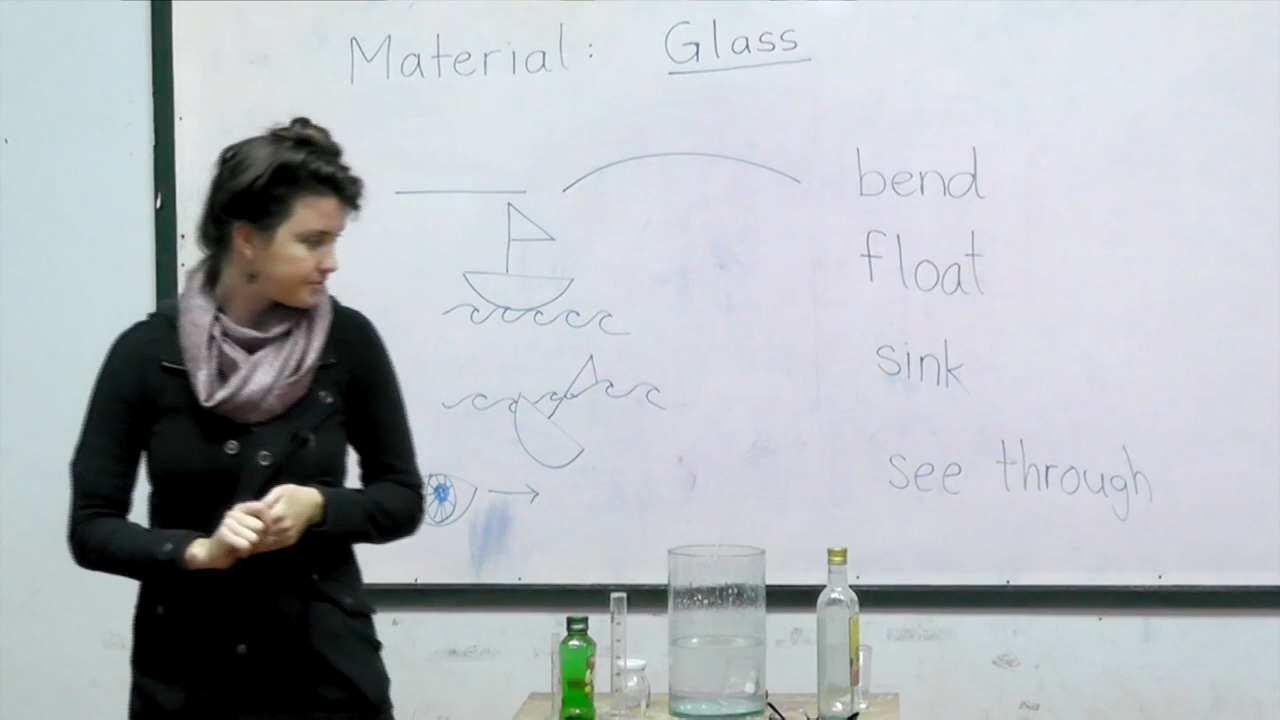 Material: Glass
bend
float
sink
see through